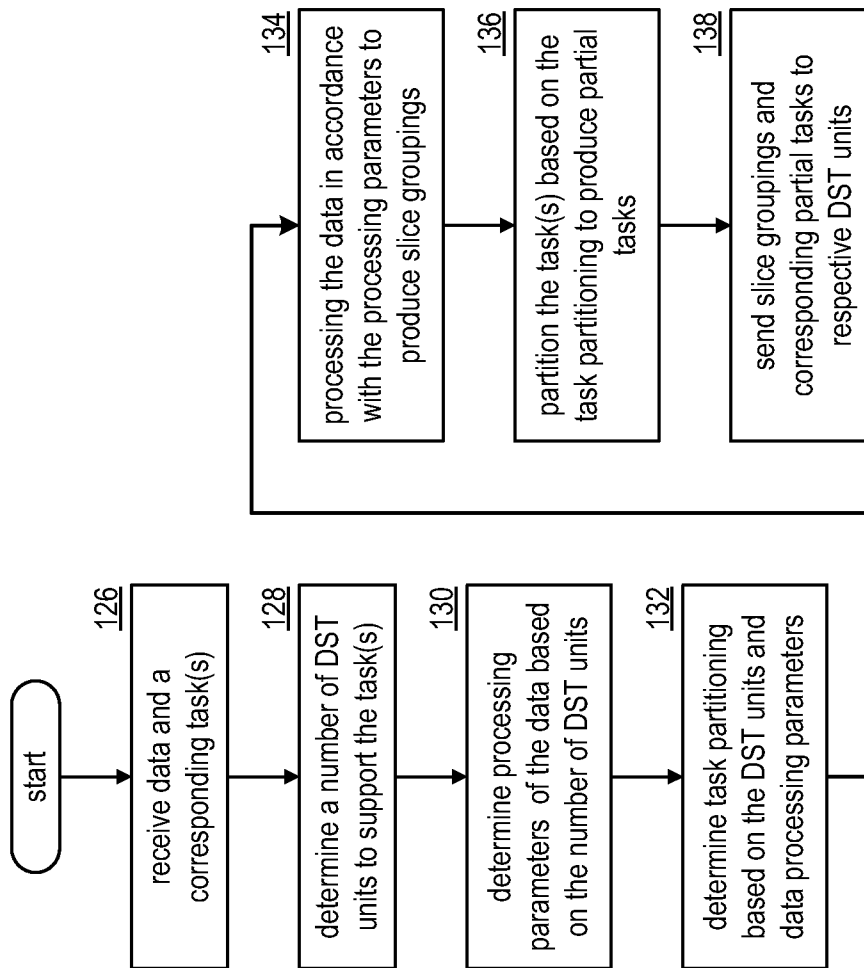 start
126
receive data and a
corresponding task(s)
128
determine a number of DST
units to support the task(s)
130
determine processing
parameters of the data based
on the number of DST units
132
determine task partitioning
based on the DST units and
data processing parameters
134
processing the data in accordance
with the processing parameters to
produce slice groupings
136
partition the task(s) based on the
task partitioning to produce partial
tasks
138
send slice groupings and
corresponding partial tasks to
respective DST units